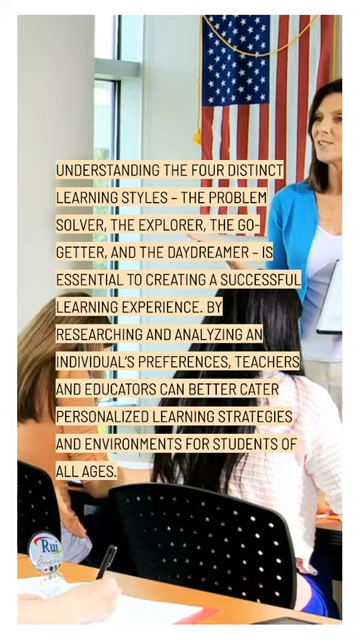 UNDERSTANDING THE FOUR DISTINCT
LEARNING STYLES – THE PROBLEM
SOLVER, THE EXPLORER, THE GO-
GETTER, AND THE DAYDREAMER – IS
ESSENTIAL TO CREATING A SUCCESSFUL
LEARNING EXPERIENCE. BY
RESEARCHING AND ANALYZING AN
INDIVIDUAL'S PREFERENCES, TEACHERS
AND EDUCATORS CAN BETTER CATER
PERSONALIZED LEARNING STRATEGIES
AND ENVIRONMENTS FOR STUDENTS OF
ALL AGES.
Rui